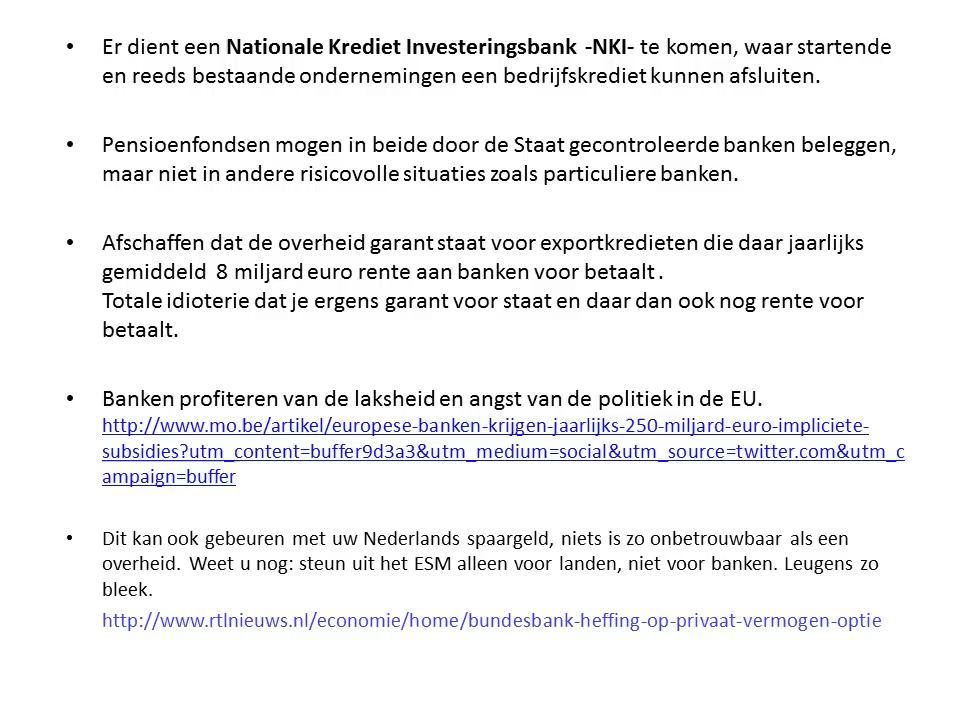 • Er dient een Nationale Krediet Investeringsbank -NKI- te komen, waar startende
en reeds bestaande ondernemingen een bedrijfskrediet kunnen afsluiten.
• Pensioenfondsen mogen in beide door de Staat gecontroleerde banken beleggen,
maar niet in andere risicovolle situaties zoals particuliere banken.
• Afschaffen dat de overheid garant staat voor exportkredieten die daar jaarlijks
gemiddeld 8 miljard euro rente aan banken voor betaalt .
Totale idioterie dat je ergens garant voor staat en daar dan ook nog rente voor
betaalt.
• Banken profiteren van de laksheid en angst van de politiek in de EU.
http://www.mo.be/artikel/europese-banken-krijgen-jaarlijks-250-miljard-euro-impliciete-
subsidies?utm_content=buffer9d3a3&utm_medium=social&utm_source=twitter.com&utm_c
ampaign=buffer
• Dit kan ook gebeuren met uw Nederlands spaargeld, niets is zo onbetrouwbaar als een
overheid. Weet u nog: steun uit het ESM alleen voor landen, niet voor banken. Leugens zo
bleek.
http://www.rtlnieuws.nl/economie/home/bundesbank-heffing-op-privaat-vermogen-optie